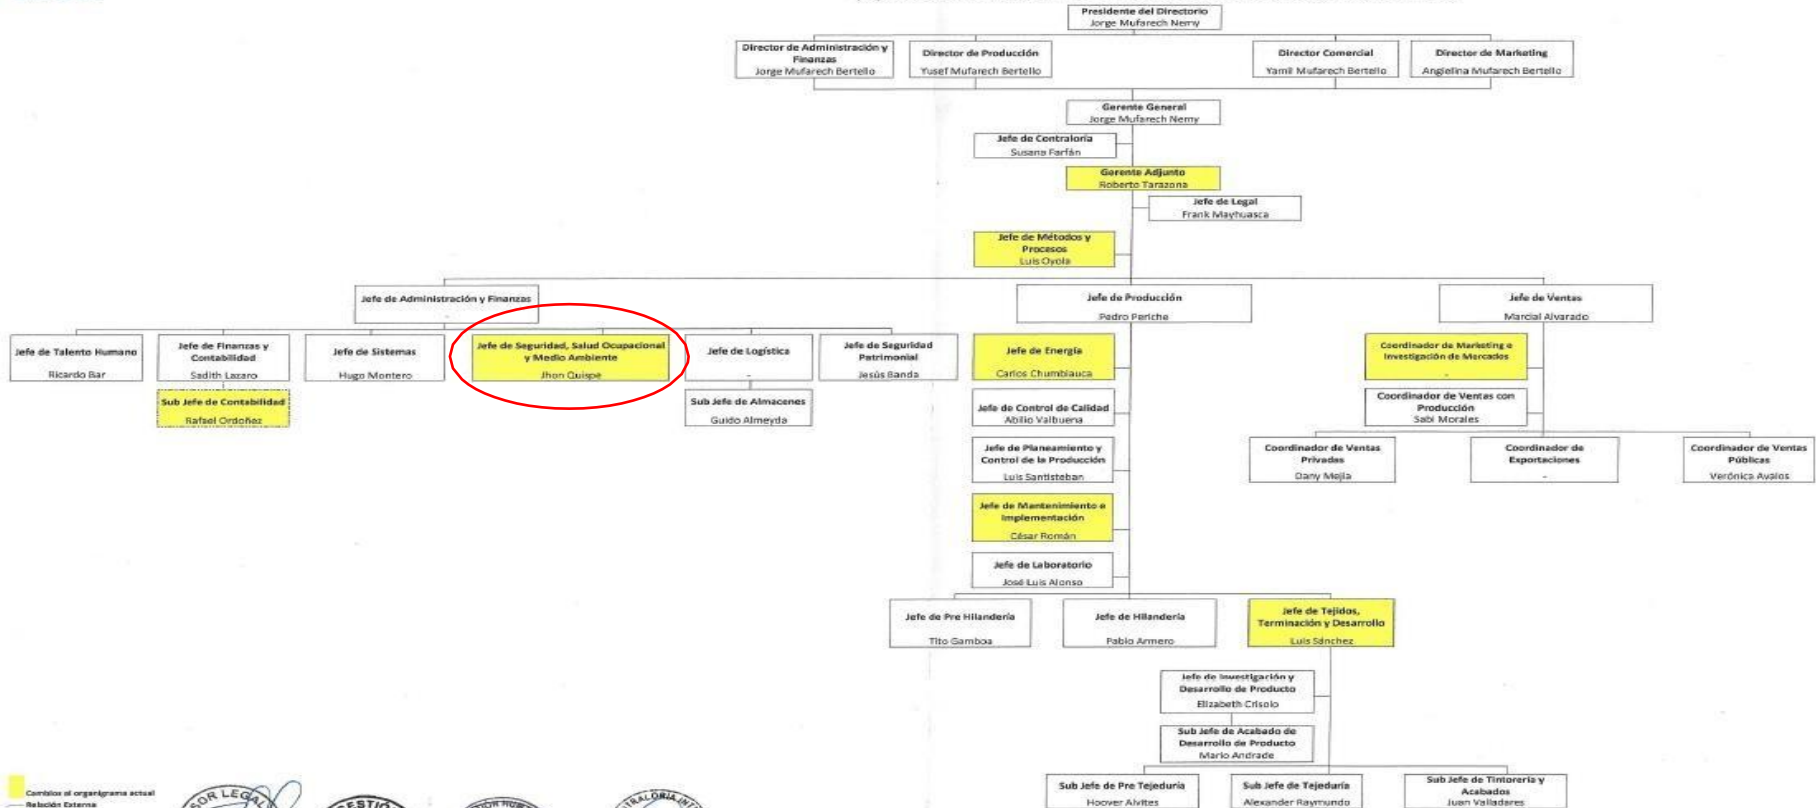 Presidente del Directorio
Jorge Mufarech Nemy
Director de Administración y
Finanzas
Jorge Mufarech Bertello
Director de Producción
Yusef Mufarech Bertello
Director Comercial
Yamil Mufarech Bertello
Director de Marketing
Angielina Mufarech Bertello
Gerente General
Jorge Mufarech Nemy
Jefe de Contraloría
Susana Farfán
Gerente Adjunto
Roberto Tarazona
Jefe de Legal
Frank Mayhuasca
Jefe de Métodos y
Procesos
Luis Oyola
Jefe de Administración y Finanzas
-
Jefe de Producción
Pedro Periche
Jefe de Ventas
Marcial Alvarado
Jefe de Talento Humano
Ricardo Bar
Jefe de Finanzas y
Contabilidad
Sadith Lazaro
Jefe de Sistemas
Hugo Montero
Jefe de Seguridad, Salud Ocupacional
y Medio Ambiente
Jhon Quispe
Jefe de Logística
-
Jefe de Seguridad
Patrimonial
Jesús Banda
Sub Jefe de Contabilidad
Rafael Ordoñez
Sub Jefe de Almacenes
Guido Almeyda
Jefe de Energía
Carlos Chumbiauca
Jefe de Control de Calidad
Abilio Valbuena
Jefe de Planeamiento y
Control de la Producción
Luis Santisteban
Jefe de Mantenimiento e
Implementación
César Román
Jefe de Laboratorio
José Luis Alonso
Coordinador de Marketing e
Investigación de Mercados
-
Coordinador de Ventas con
Producción
Sabi Morales
Coordinador de Ventas
Privadas
Dany Mejía
Coordinador de
Exportaciones
-
Coordinador de Ventas
Públicas
Verónica Avalos
Jefe de Pre Hilandería
Tito Gamboa
Jefe de Hilandería
Pablo Armero
Jefe de Tejidos,
Terminación y Desarrollo
Luis Sánchez
Jefe de Investigación y
Desarrollo de Producto
Elizabeth Crisolo
Sub Jefe de Acabado de
Desarrollo de Producto
Mario Andrade
Sub Jefe de Pre Tejeduría
Hoover Alvites
Sub Jefe de Tejeduría
Alexander Raymundo
Sub Jefe de Tintorería y
Acabados
Juan Valladares
Cambios al organigrama actual
Relación Externa